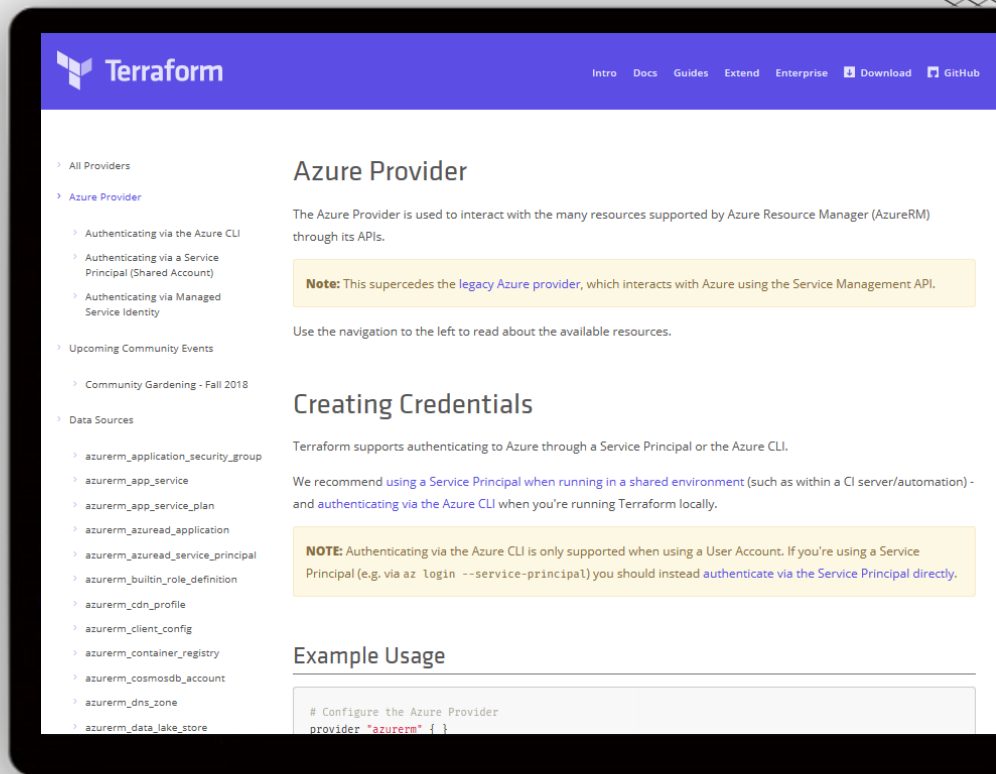 Terraform
Intro Docs Guides Extend Enterprise Download GitHub
All Providers
Azure Provider
Authenticating via the Azure CLI
Authenticating via a Service
Principal (Shared Account)
Authenticating via Managed
Service Identity
Upcoming Community Events
Community Gardening - Fall 2018
Data Sources
azurerm_application_security_group
azurerm_app_service
azurerm_app_service_plan
azurerm_azuread_application
azurerm_azuread_service_principal
azurerm_builtin_role_definition
azurerm_cdn_profile
azurerm_client_config
azurerm_container_registry
azurerm_cosmosdb_account
azurerm_dns_zone
azurerm_data_lake_store
Azure Provider
The Azure Provider is used to interact with the many resources supported by Azure Resource Manager (AzureRM)
through its APIs.
Note: This supercedes the legacy Azure provider, which interacts with Azure using the Service Management API.
Use the navigation to the left to read about the available resources.
Creating Credentials
Terraform supports authenticating to Azure through a Service Principal or the Azure CLI.
We recommend using a Service Principal when running in a shared environment (such as within a CI server/automation) -
and authenticating via the Azure CLI when you're running Terraform locally.
NOTE: Authenticating via the Azure CLI is only supported when using a User Account. If you're using a Service
Principal (e.g. via az login --service-principal) you should instead authenticate via the Service Principal directly.
Example Usage
# Configure the Azure Provider
provider "azurerm" { }